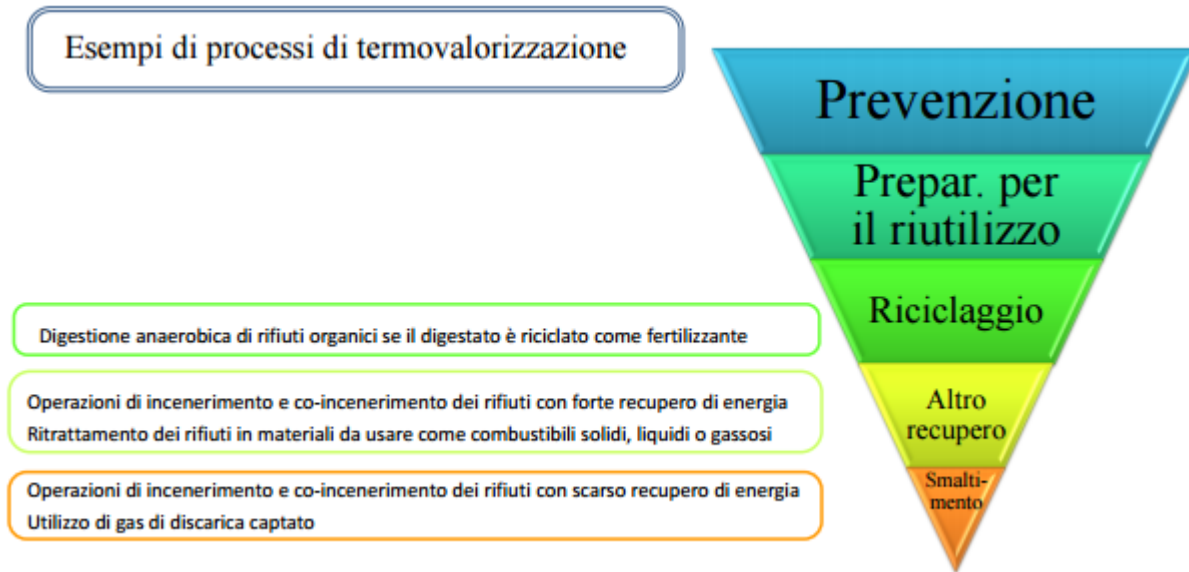 Esempi di processi di termovalorizzazione
Prevenzione
Prepar. per
il riutilizzo
Riciclaggio
Digestione anaerobica di rifiuti organici se il digestato è riciclato come fertilizzante
Altro
recupero
Operazioni di incenerimento e co-incenerimento dei rifiuti con forte recupero di energia
Ritrattamento dei rifiuti in materiali da usare come combustibili solidi, liquidi o gassosi
Smalti-
mento
Operazioni di incenerimento e co-incenerimento dei rifiuti con scarso recupero di energia
Utilizzo di gas di discarica captato